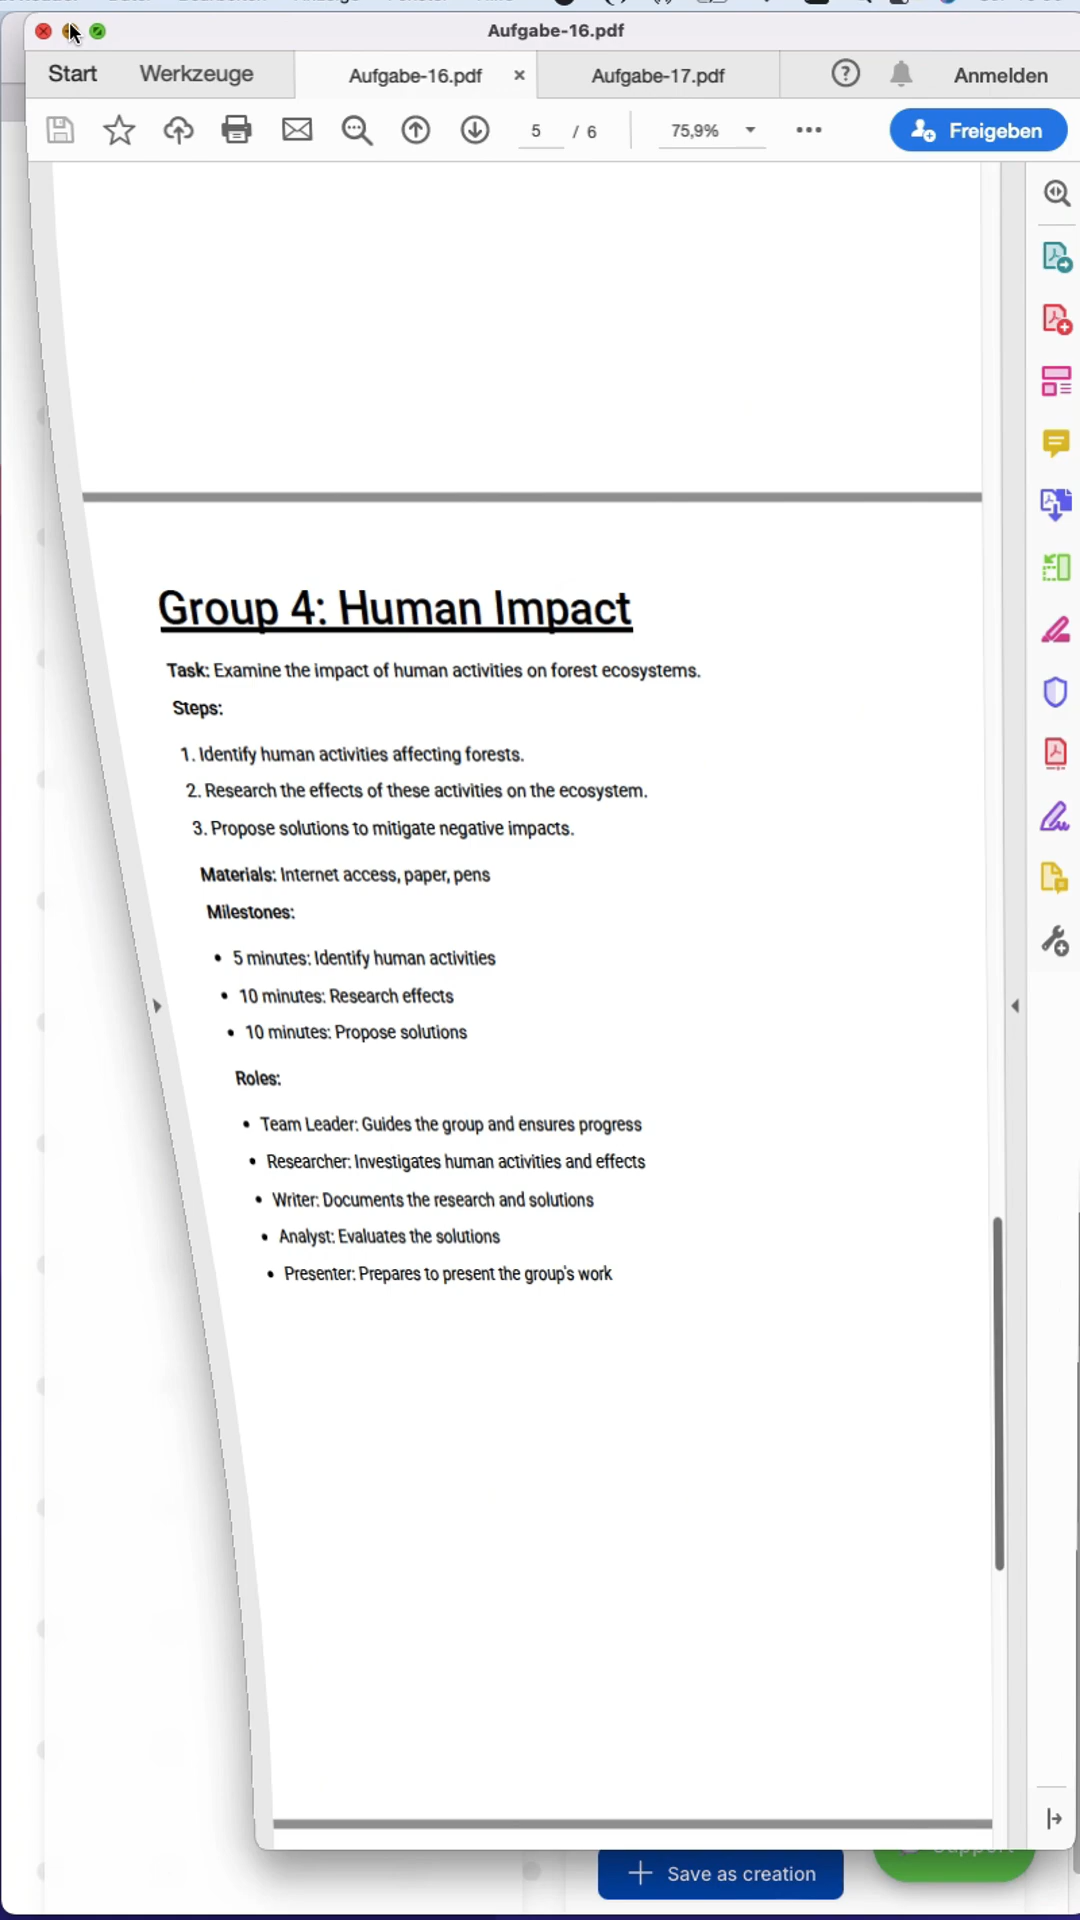 Aufgabe-16.pdf
Start Werkzeuge Aufgabe-16.pdf × Aufgabe-17.pdf Anmelden
5 / 6 75,9% Freigeben
Group 4: Human Impact
Task: Examine the impact of human activities on forest ecosystems.
Steps:
1. Identify human activities affecting forests.
2. Research the effects of these activities on the ecosystem.
3. Propose solutions to mitigate negative impacts.
Materials: Internet access, paper, pens
Milestones:
• 5 minutes: Identify human activities
• 10 minutes: Research effects
• 10 minutes: Propose solutions
Roles:
• Team Leader: Guides the group and ensures progress
• Researcher: Investigates human activities and effects
• Writer: Documents the research and solutions
• Analyst: Evaluates the solutions
• Presenter: Prepares to present the group's work
Support
+ Save as creation